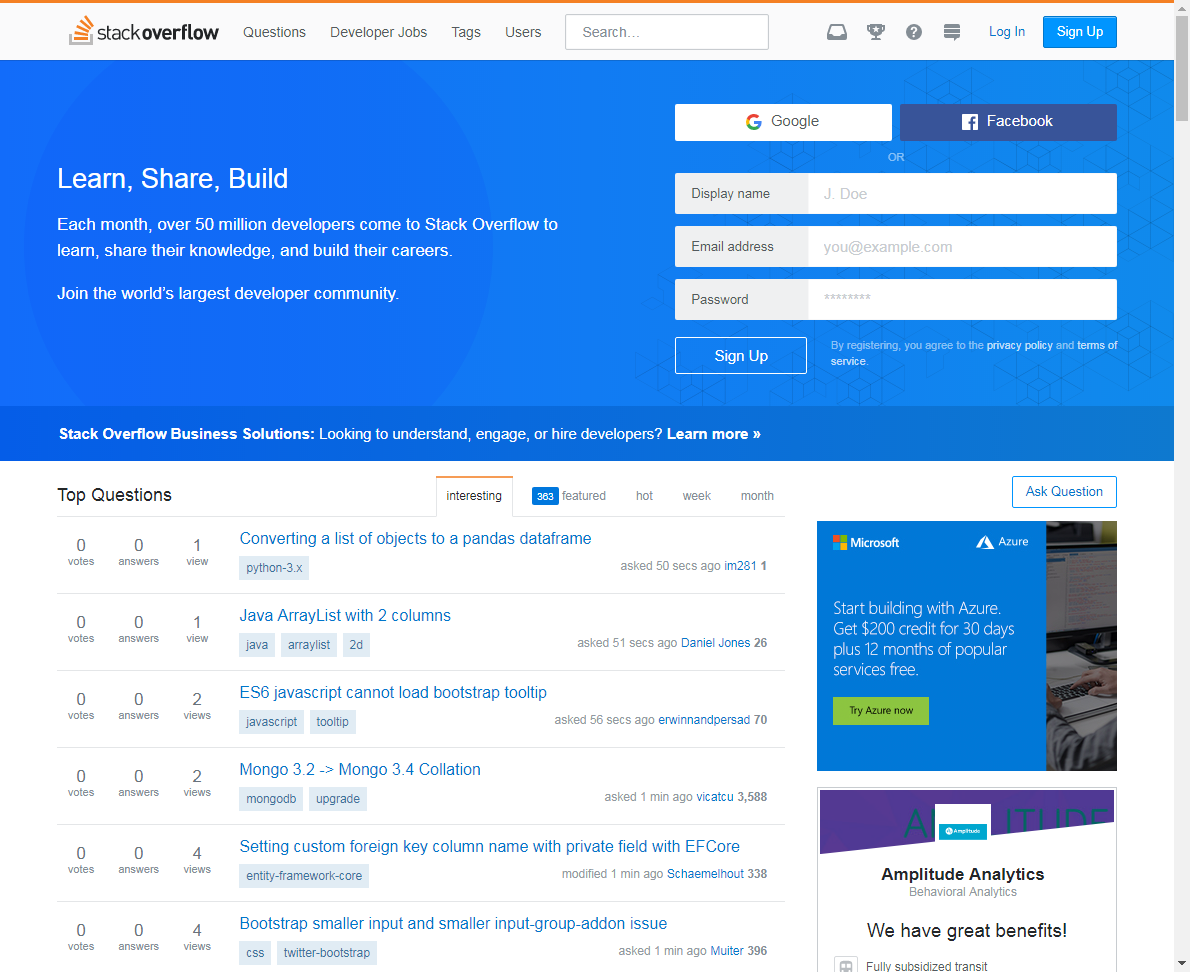 stackoverflow Questions Developer Jobs Tags Users Search... Log In Sign Up
Google Facebook
OR
Learn, Share, Build
Each month, over 50 million developers come to Stack Overflow to
learn, share their knowledge, and build their careers.
Join the world's largest developer community.
Display name J. Doe
Email address you@example.com
Password ********
Sign Up
By registering, you agree to the privacy policy and terms of
service.
Stack Overflow Business Solutions: Looking to understand, engage, or hire developers? Learn more »
Top Questions interesting 363 featured hot week month
Ask Question
0 votes 0 answers 1 view
Converting a list of objects to a pandas dataframe
python-3.x
asked 50 secs ago im281 1
0 votes 0 answers 1 view
Java ArrayList with 2 columns
java arraylist 2d
asked 51 secs ago Daniel Jones 26
0 votes 0 answers 2 views
ES6 javascript cannot load bootstrap tooltip
javascript tooltip
asked 56 secs ago erwinnandpersad 70
0 votes 0 answers 2 views
Mongo 3.2 -> Mongo 3.4 Collation
mongodb upgrade
asked 1 min ago vicatcu 3,588
0 votes 0 answers 4 views
Setting custom foreign key column name with private field with EFCore
entity-framework-core
modified 1 min ago Schaemelhout 338
0 votes 0 answers 4 views
Bootstrap smaller input and smaller input-group-addon issue
css twitter-bootstrap
asked 1 min ago Muiter 396
Microsoft Azure
Start building with Azure.
Get $200 credit for 30 days
plus 12 months of popular
services free.
Try Azure now
Amplitude
Amplitude Analytics
Behavioral Analytics
We have great benefits!
Fully subsidized transit